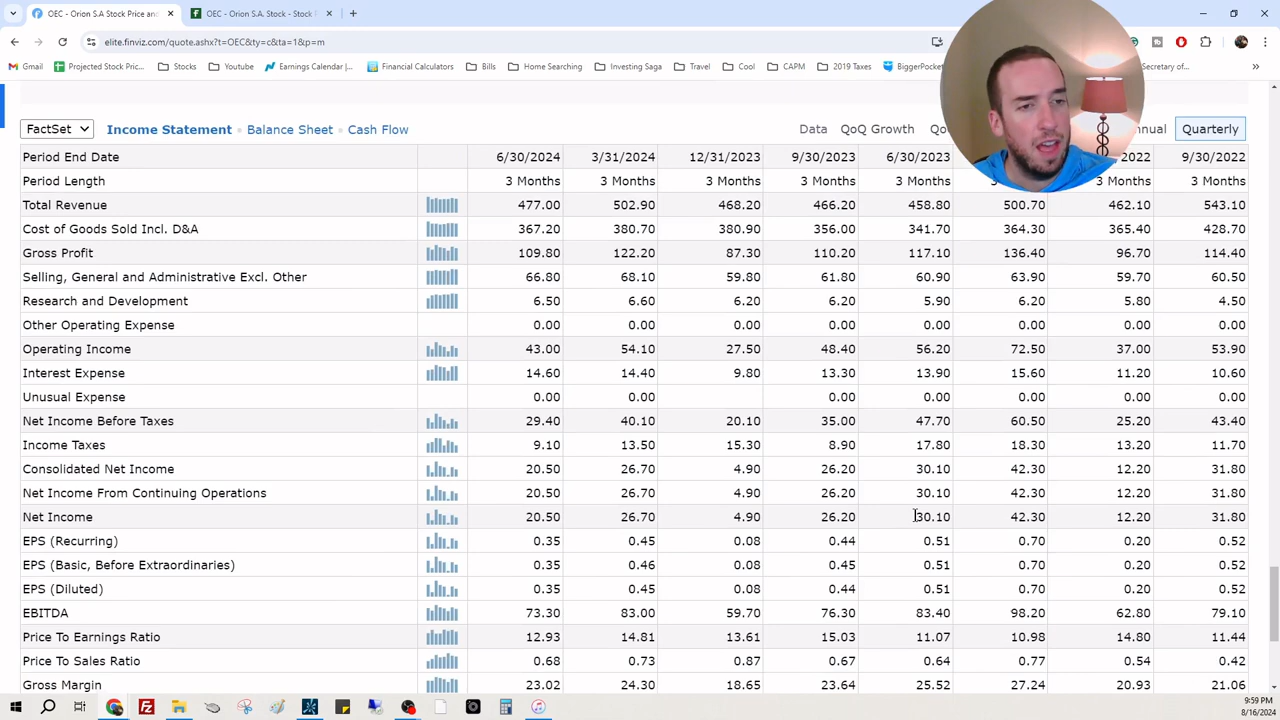 OEC - Orion S.A. Stock Price and
OEC - Orion S.A. Stock - Stock P
elite.finviz.com/quote.ashx?t=OEC&ty=c&ta=1&p=m
Gmail Projected Stock Pric... Stocks Youtube Earnings Calendar |... Financial Calculators Bills Home Searching Investing Saga Travel Cool CAPM 2019 Taxes BiggerPocket Secretary of...
FactSet Income Statement • Balance Sheet • Cash Flow Data QoQ Growth Quarterly
Period End Date 6/30/2024 3/31/2024 12/31/2023 9/30/2023 6/30/2023 9/30/2022
Period Length 3 Months 3 Months 3 Months 3 Months 3 Months 3 Months 3 Months
Total Revenue 477.00 502.90 468.20 466.20 458.80 500.70 462.10 543.10
Cost of Goods Sold Incl. D&A 367.20 380.70 380.90 356.00 341.70 364.30 365.40 428.70
Gross Profit 109.80 122.20 87.30 110.20 117.10 136.40 96.70 114.40
Selling, General and Administrative Excl. Other 66.80 68.10 59.80 61.80 60.90 63.90 59.70 60.50
Research and Development 6.50 6.60 6.20 6.20 5.90 6.20 5.80 4.50
Other Operating Expense 0.00 0.00 0.00 0.00 0.00 0.00 0.00 0.00
Operating Income 43.00 54.10 27.50 48.40 56.20 72.50 37.00 53.90
Interest Expense 14.60 14.40 9.80 13.30 13.90 15.60 11.20 10.60
Unusual Expense 0.00 0.00 0.00 0.00 0.00 0.00 0.00
Net Income Before Taxes 29.40 40.10 20.10 35.00 47.70 60.50 25.20 43.40
Income Taxes 9.10 13.50 15.30 8.90 17.80 18.30 13.20 11.70
Consolidated Net Income 20.50 26.70 4.90 26.20 30.10 42.30 12.20 31.80
Net Income From Continuing Operations 20.50 26.70 4.90 26.20 30.10 42.30 12.20 31.80
Net Income 20.50 26.70 4.90 26.20 30.10 42.30 12.20 31.80
EPS (Recurring) 0.35 0.45 0.08 0.44 0.51 0.70 0.20 0.52
EPS (Basic, Before Extraordinaries) 0.35 0.46 0.08 0.45 0.51 0.70 0.20 0.52
EPS (Diluted) 0.35 0.45 0.08 0.44 0.51 0.70 0.20 0.52
EBITDA 73.30 83.00 59.70 76.30 83.40 98.20 62.80 79.10
Price To Earnings Ratio 12.93 14.81 13.61 15.03 11.07 10.98 14.80 11.44
Price To Sales Ratio 0.68 0.73 0.87 0.67 0.64 0.77 0.54 0.42
Gross Margin 23.02 24.30 18.65 23.64 25.52 27.24 20.93 21.06
9:59 PM
8/16/2024